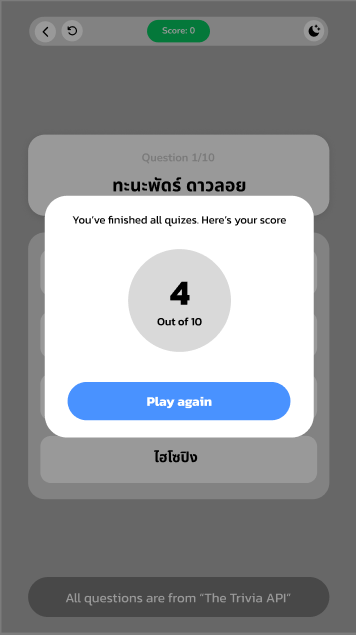 Score: 0
Question 1/10
ทะนะพัดร์ ดาวลอย
You've finished all quizes. Here's your score
4
Out of 10
Play again
ไฮโซปิง
All questions are from “The Trivia API”